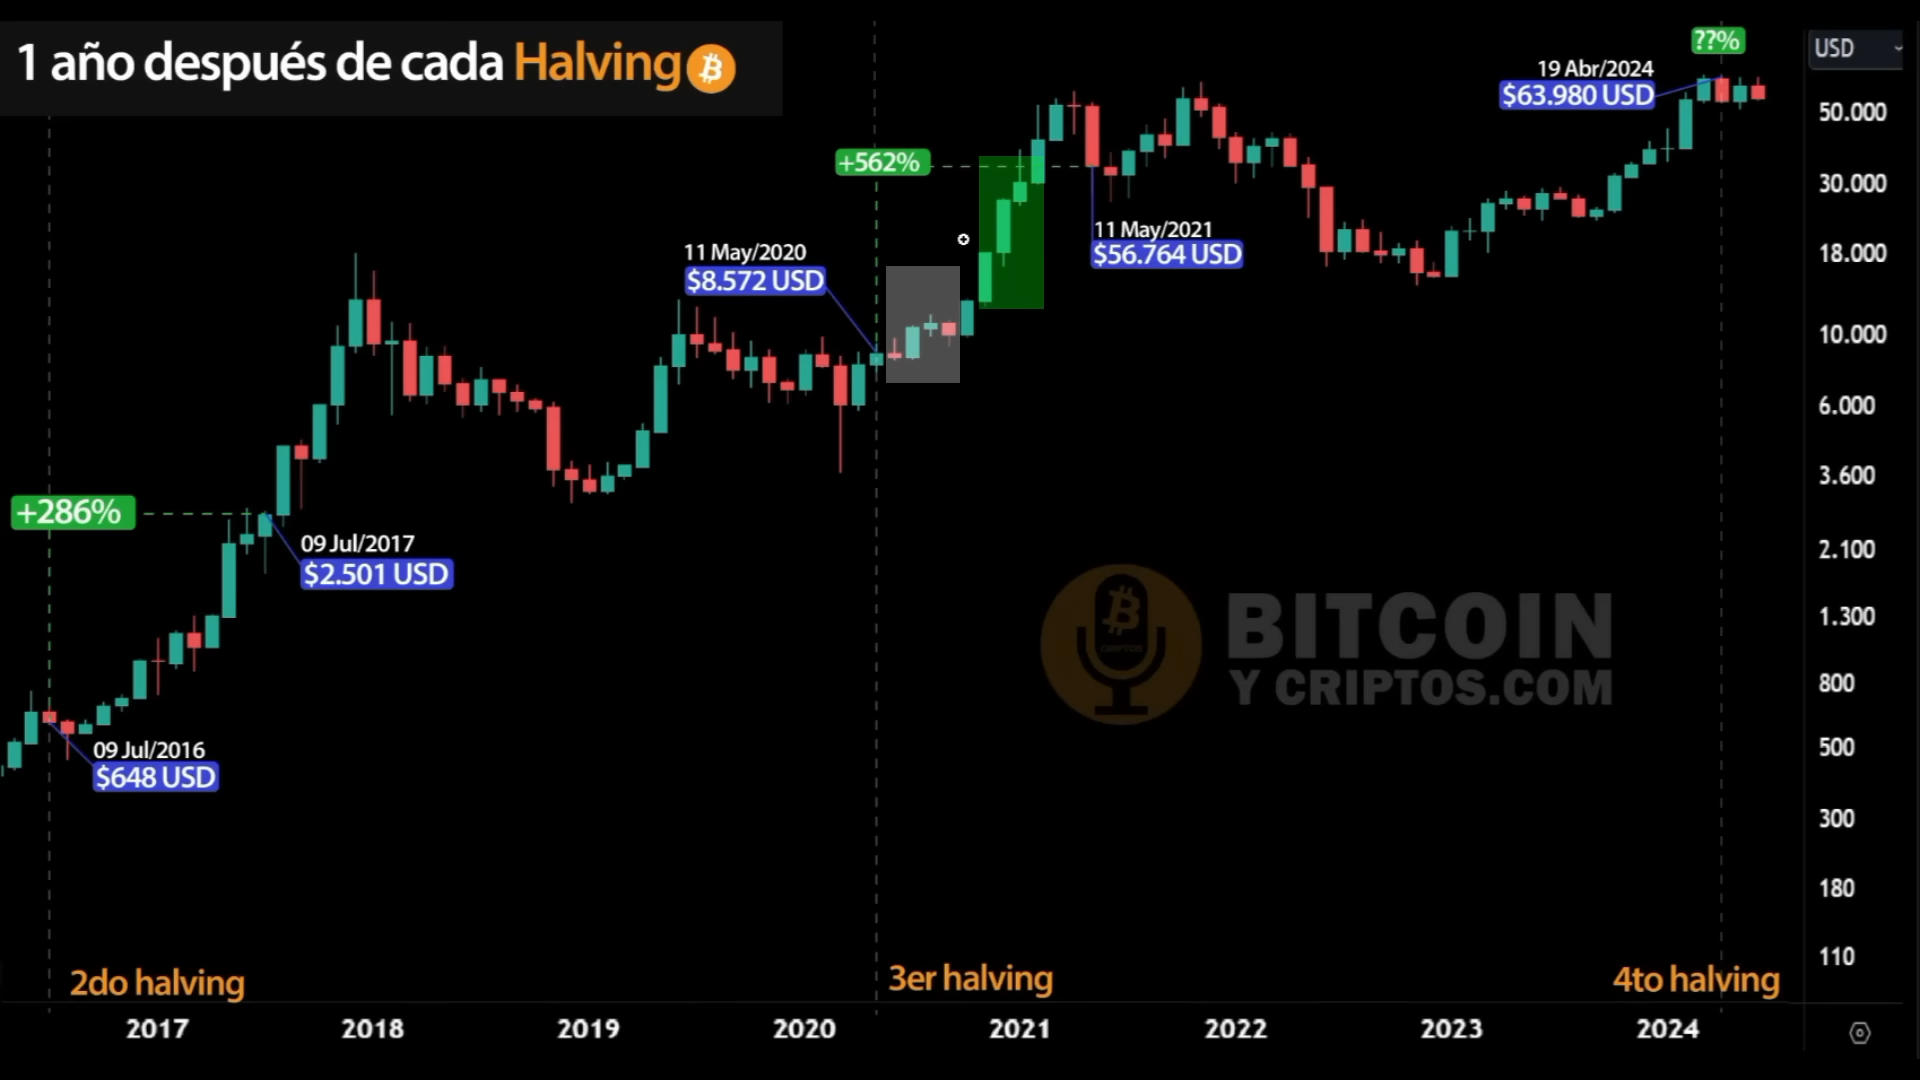 1 año después de cada Halving
??%
USD
19 Abr/2024
$63.980 USD
50.000
+562%
30.000
11 May/2021
$56.764 USD
11 May/2020
$8.572 USD
18.000
10.000
6.000
3.600
+286%
09 Jul/2017
$2.501 USD
2.100
1.300
BITCOIN
Y CRIPTOS.COM
CRIPTOS
800
09 Jul/2016
$648 USD
500
300
180
110
2do halving
3er halving
4to halving
2017
2018
2019
2020
2021
2022
2023
2024